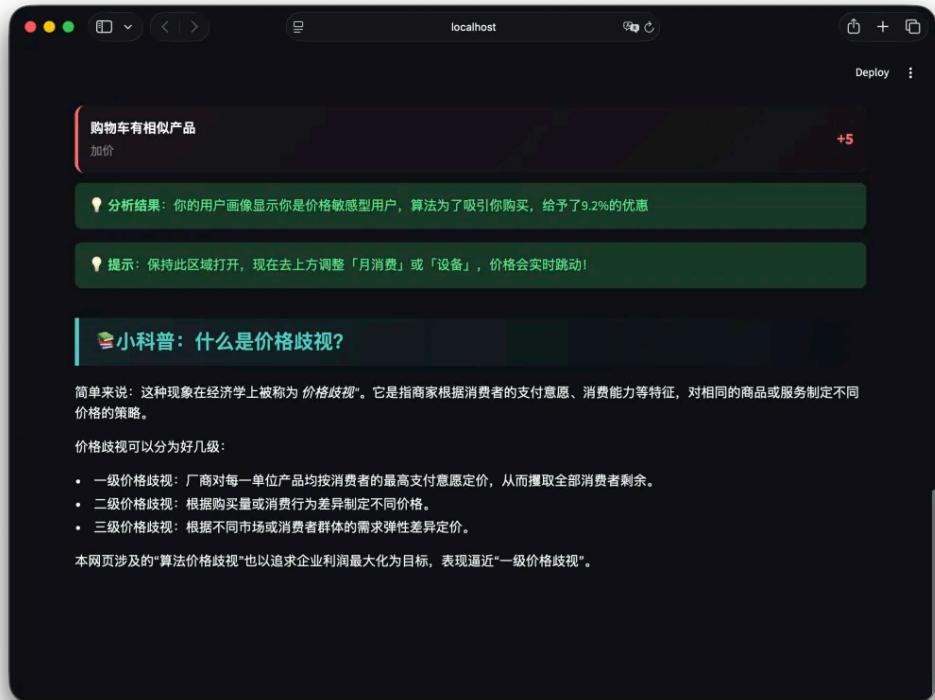 localhost
Deploy
购物车有相似产品
加价
+5
💡 分析结果：你的用户画像显示你是价格敏感型用户，算法为了吸引你购买，给予了9.2%的优惠
💡 提示：保持此区域打开，现在去上方调整「月消费」或「设备」，价格会实时跳动！
📚小科普：什么是价格歧视？
简单来说：这种现象在经济学上被称为 价格歧视"。它是指商家根据消费者的支付意愿、消费能力等特征，对相同的商品或服务制定不同
价格的策略。
价格歧视可以分为好几级：
• 一级价格歧视：厂商对每一单位产品均按消费者的最高支付意愿定价，从而攫取全部消费者剩余。
• 二级价格歧视：根据购买量或消费行为差异制定不同价格。
• 三级价格歧视：根据不同市场或消费者群体的需求弹性差异定价。
本网页涉及的“算法价格歧视”也以追求企业利润最大化为目标，表现逼近“一级价格歧视”。